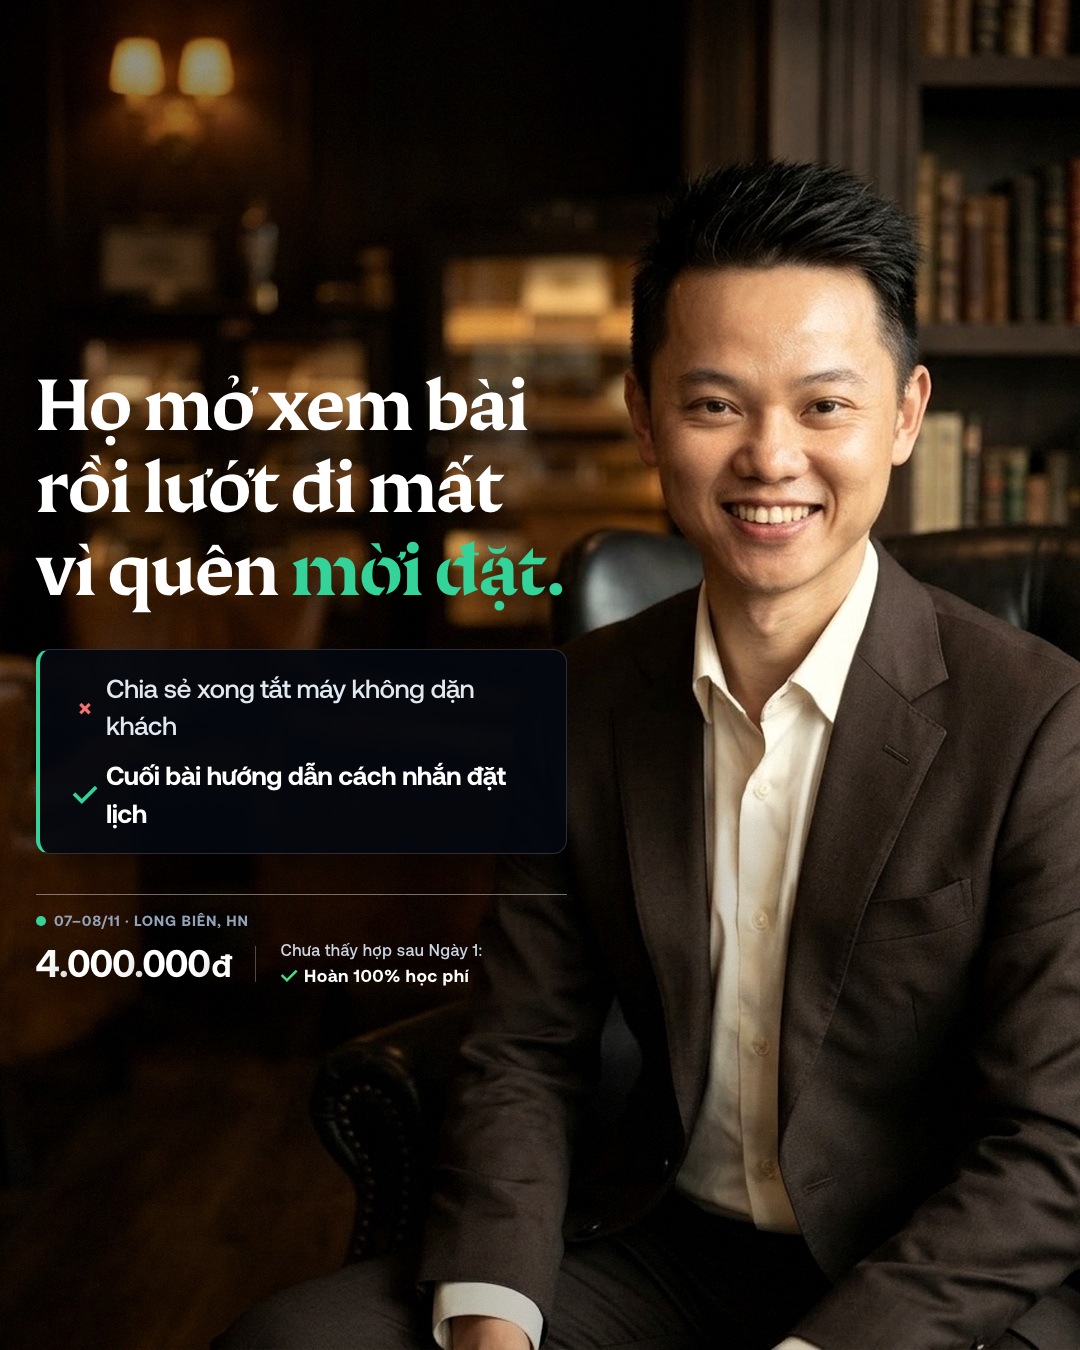 Họ mở xem bài
rồi lướt đi mất
vì quên mời đặt.
Chia sẻ xong tắt máy không dặn
khách
Cuối bài hướng dẫn cách nhắn đặt
lịch
07–08/11 · LONG BIÊN, HN
4.000.000đ
Chưa thấy hợp sau Ngày 1:
Hoàn 100% học phí